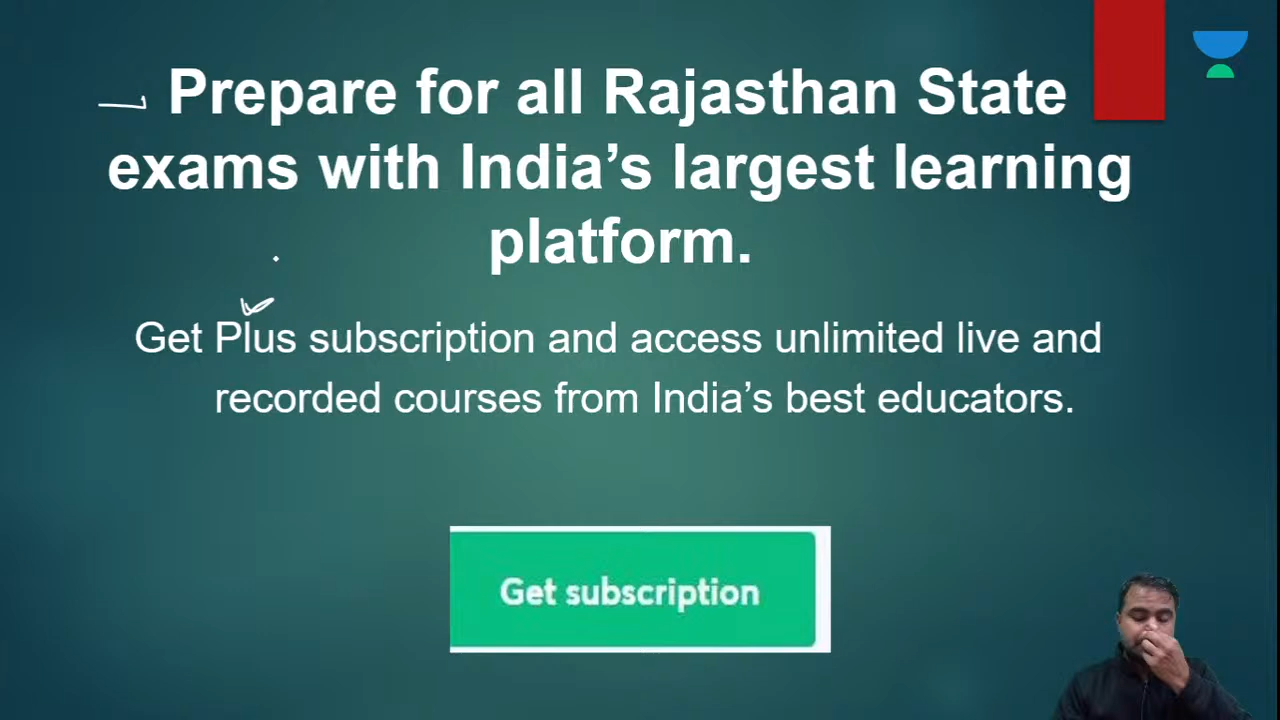 Prepare for all Rajasthan State
exams with India’s largest learning
platform.
Get Plus subscription and access unlimited live and
recorded courses from India’s best educators.
Get subscription